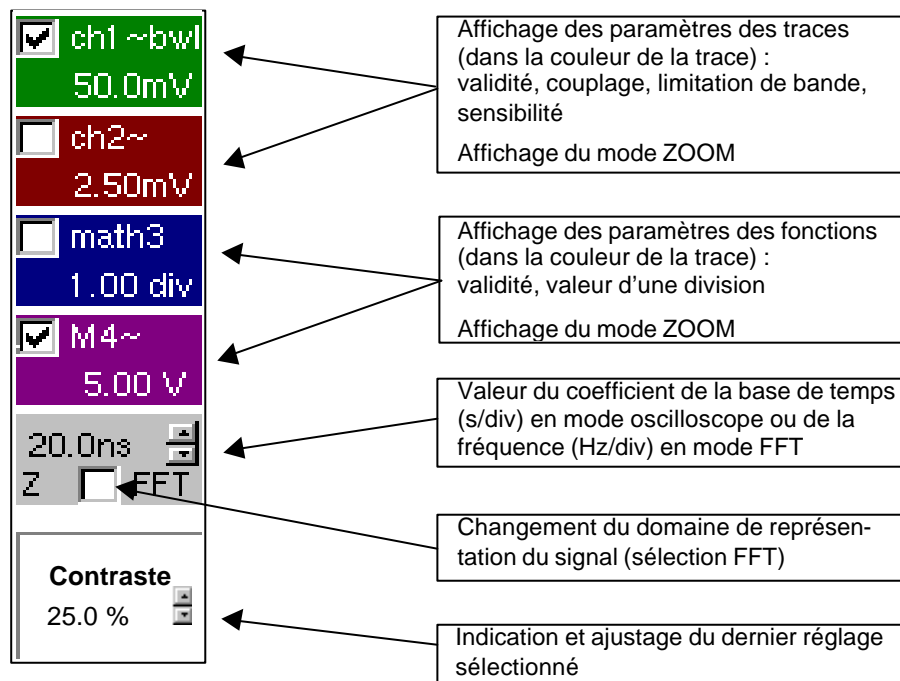 ch1 ~bwl
50.0mV
ch2~
2.50mV
math3
1.00 div
M4~
5.00 V
20.0ns
Z FFT
Contraste
25.0 %
Affichage des paramètres des traces
(dans la couleur de la trace) :
validité, couplage, limitation de bande,
sensibilité
Affichage du mode ZOOM
Affichage des paramètres des fonctions
(dans la couleur de la trace) :
validité, valeur d'une division
Affichage du mode ZOOM
Valeur du coefficient de la base de temps
(s/div) en mode oscilloscope ou de la
fréquence (Hz/div) en mode FFT
Changement du domaine de représen-
tation du signal (sélection FFT)
Indication et ajustage du dernier réglage
sélectionné